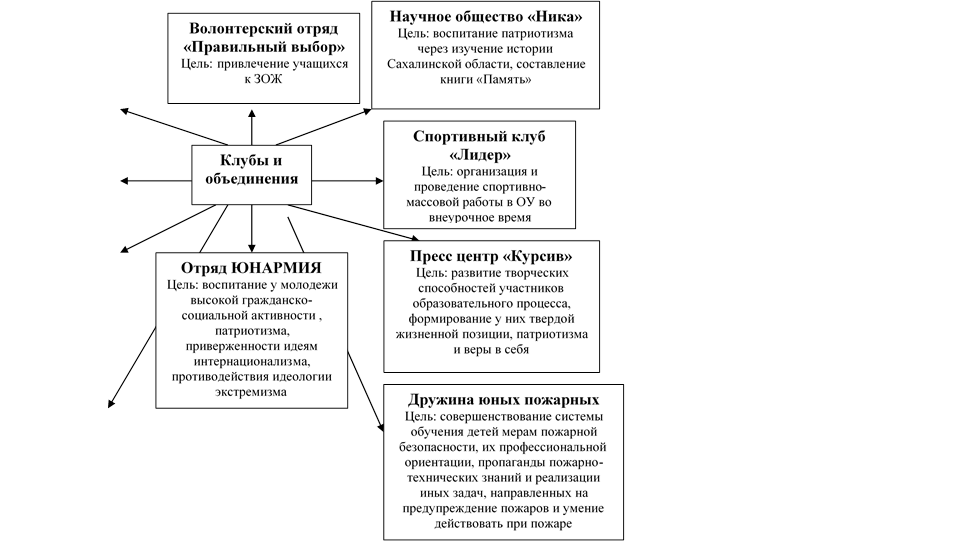 Волонтерский отряд
«Правильный выбор»
Цель: привлечение учащихся
к ЗОЖ
Научное общество «Ника»
Цель: воспитание патриотизма
через изучение истории
Сахалинской области, составление
книги «Память»
Клубы и
объединения
Спортивный клуб
«Лидер»
Цель: организация и
проведение спортивно-
массовой работы в ОУ во
внеурочное время
Отряд ЮНАРМИЯ
Цель: воспитание у молодежи
высокой гражданско-
социальной активности ,
патриотизма,
приверженности идеям
интернационализма,
противодействия идеологии
экстремизма
Пресс центр «Курсив»
Цель: развитие творческих
способностей участников
образовательного процесса,
формирование у них твердой
жизненной позиции, патриотизма
и веры в себя
Дружина юных пожарных
Цель: совершенствование системы
обучения детей мерам пожарной
безопасности, их профессиональной
ориентации, пропаганды пожарно-
технических знаний и реализации
иных задач, направленных на
предупреждение пожаров и умение
действовать при пожаре